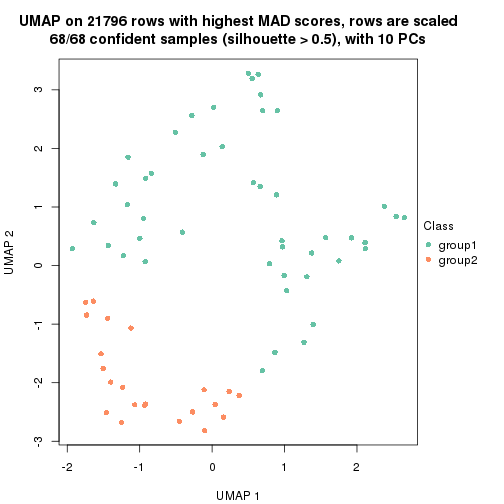 UMAP on 21796 rows with highest MAD scores, rows are scaled
68/68 confident samples (silhouette > 0.5), with 10 PCs
3
2
1
0
-1
-2
-3
UMAP 2
-2
-1
0
1
2
UMAP 1
Class
group1
group2